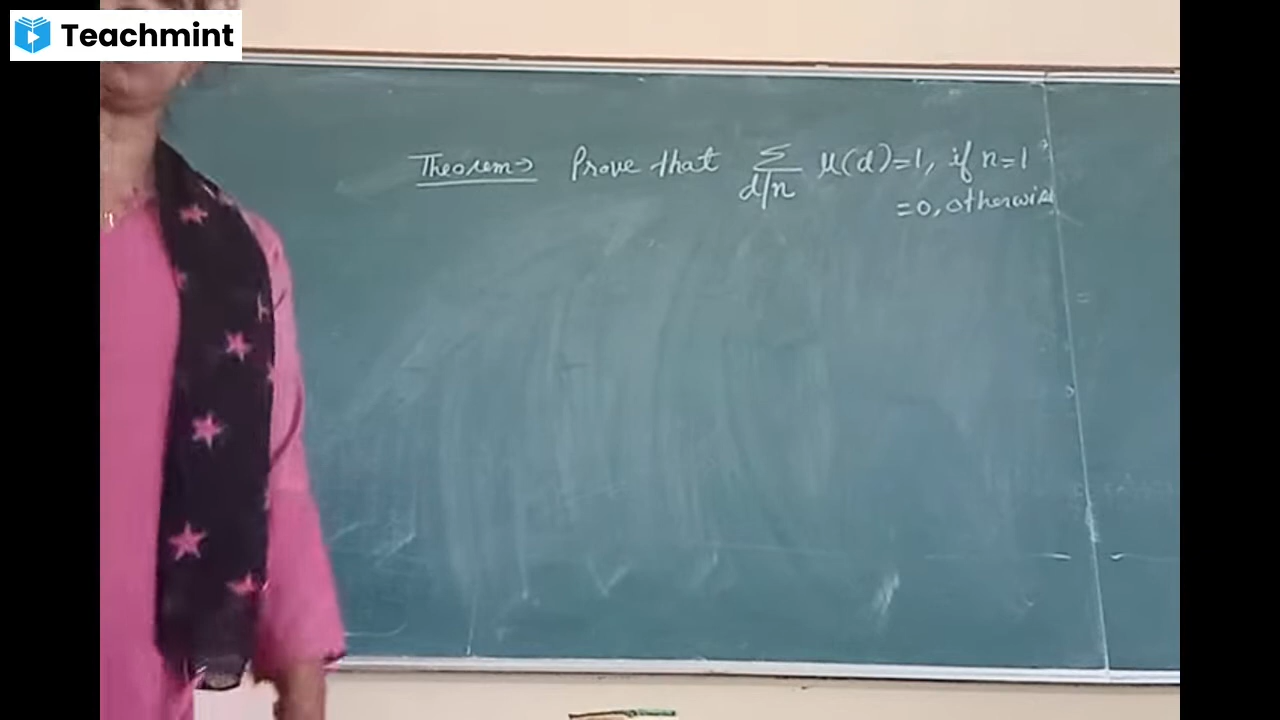 Teachmint
Theorem→ Prove that ∑ μ(d)=1, if n=1
d/n
=0, otherwise